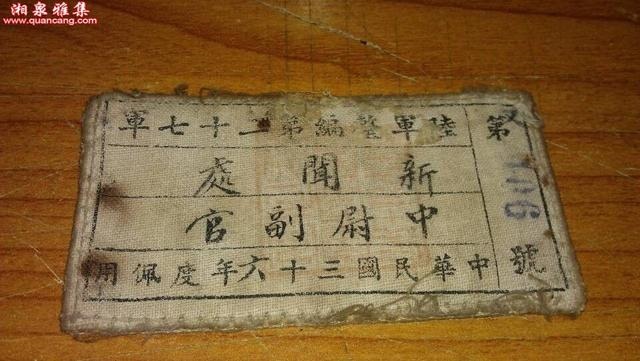 湘泉雅集
www.quancang.com
第 號
陸軍整編第二十七軍
新聞處
中尉副官
中華民國三十六年度佩用